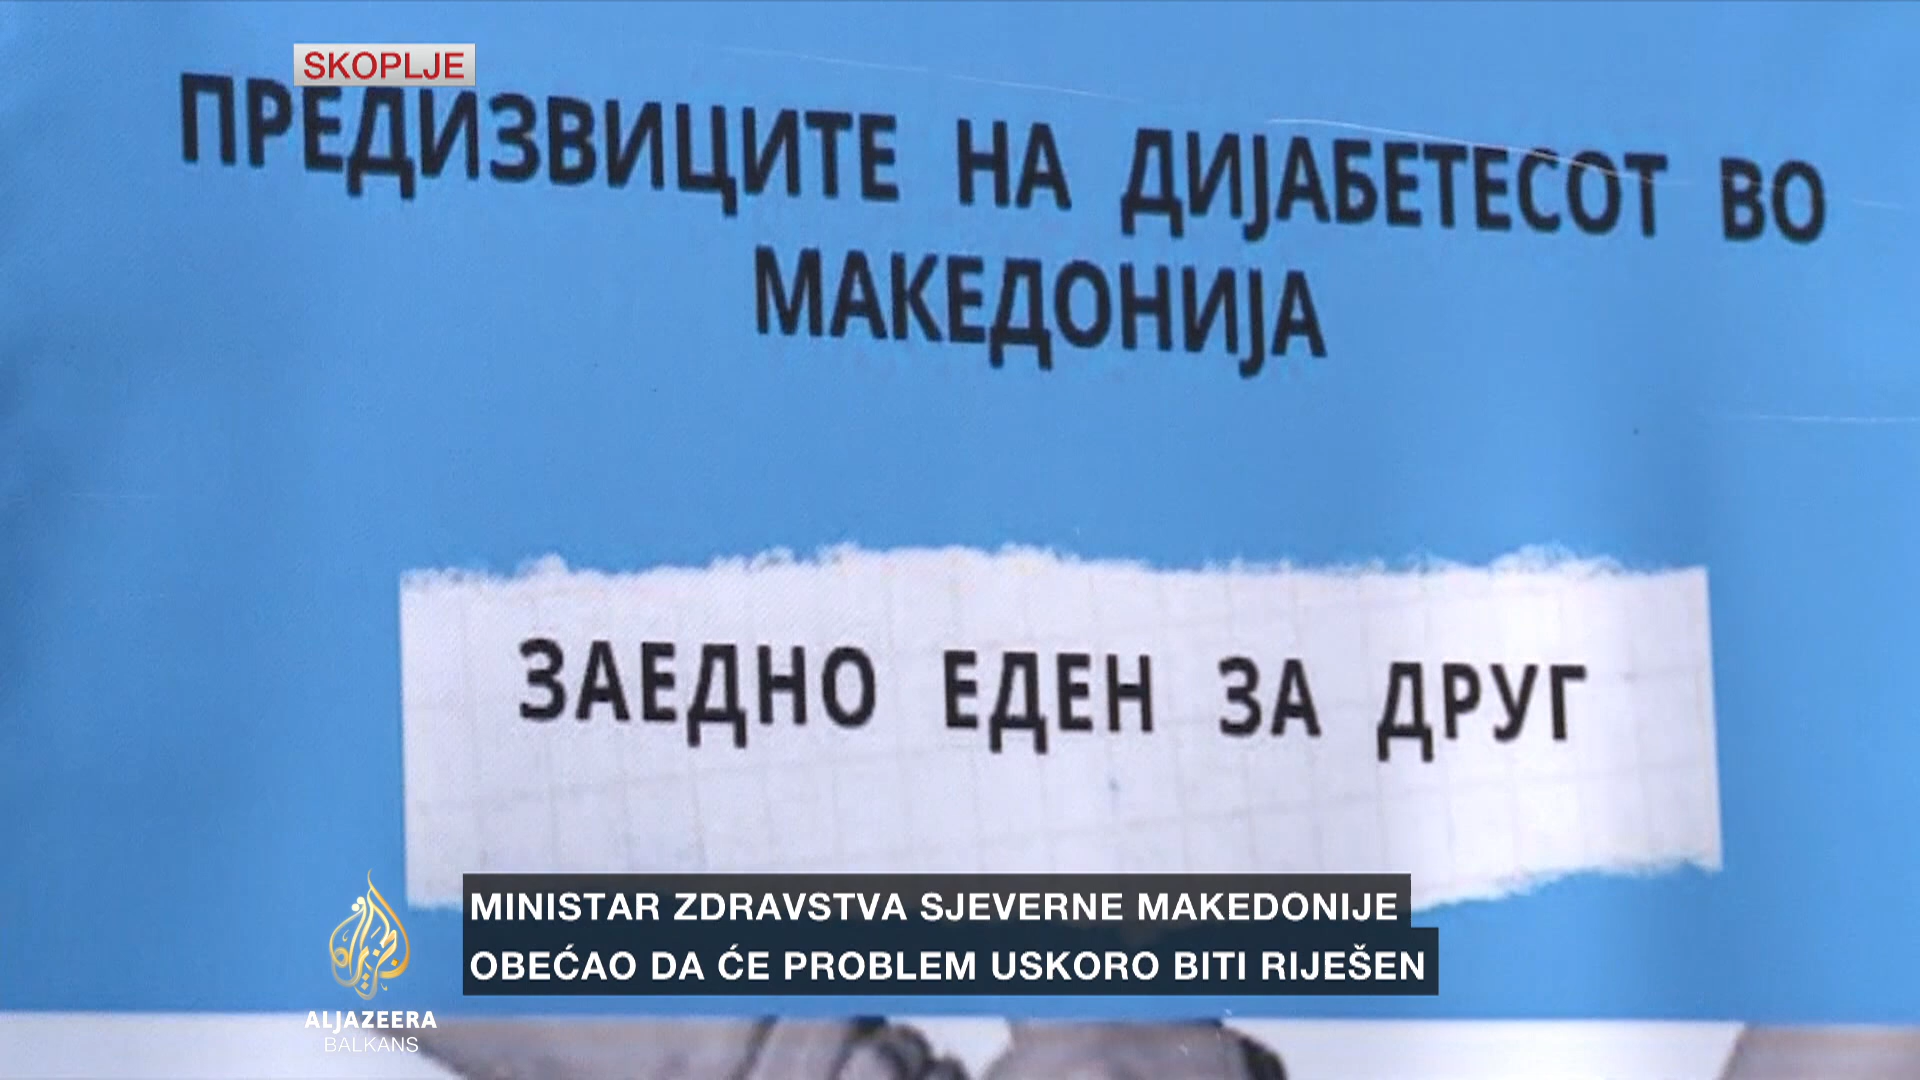 SKOPLJE
ПРЕДИЗВИЦИТЕ НА ДИЈАБЕТЕСОТ ВО
МАКЕДОНИЈА
ЗАЕДНО ЕДЕН ЗА ДРУГ
MINISTAR ZDRAVSTVA SJEVERNE MAKEDONIJE
OBEĆAO DA ĆE PROBLEM USKORO BITI RIJEŠEN
الجزيرة
ALJAZEERA
BALKANS